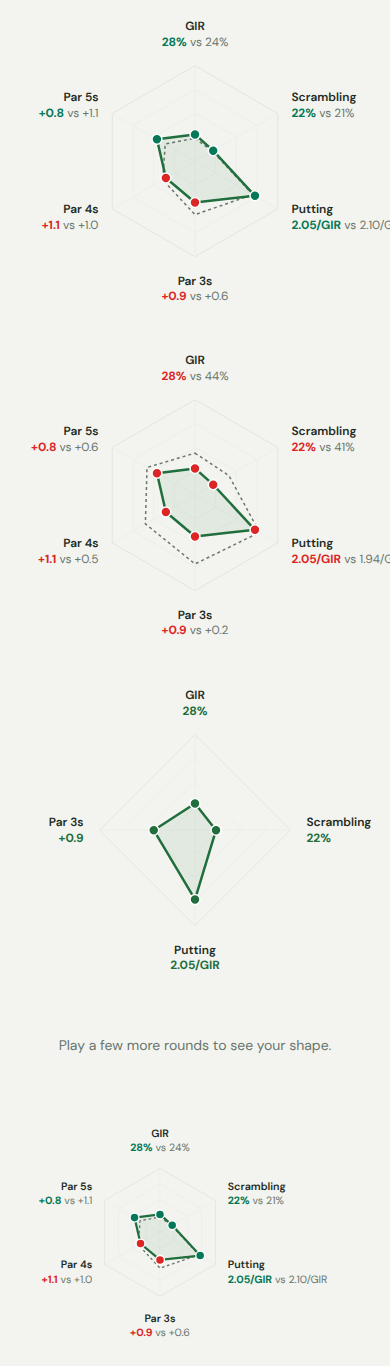 GIR
28% vs 24%
Par 5s
+0.8 vs +1.1
Scrambling
22% vs 21%
Par 4s
+1.1 vs +1.0
Putting
2.05/GIR vs 2.10/G
Par 3s
+0.9 vs +0.6
GIR
28% vs 44%
Par 5s
+0.8 vs +0.6
Scrambling
22% vs 41%
Par 4s
+1.1 vs +0.5
Putting
2.05/GIR vs 1.94/G
Par 3s
+0.9 vs +0.2
GIR
28%
Par 3s
+0.9
Scrambling
22%
Putting
2.05/GIR
Play a few more rounds to see your shape.
GIR
28% vs 24%
Par 5s
+0.8 vs +1.1
Scrambling
22% vs 21%
Par 4s
+1.1 vs +1.0
Putting
2.05/GIR vs 2.10/GIR
Par 3s
+0.9 vs +0.6